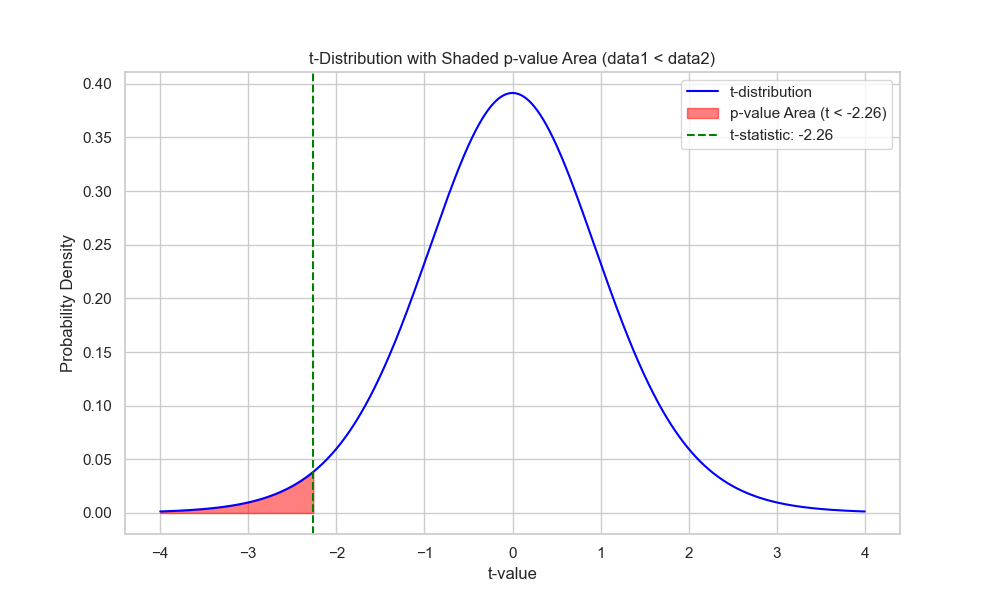 t-Distribution with Shaded p-value Area (data1 < data2)
t-distribution
p-value Area (t < -2.26)
t-statistic: -2.26
Probability Density
0.40
0.35
0.30
0.25
0.20
0.15
0.10
0.05
0.00
−4 −3 −2 −1 0 1 2 3 4
t-value